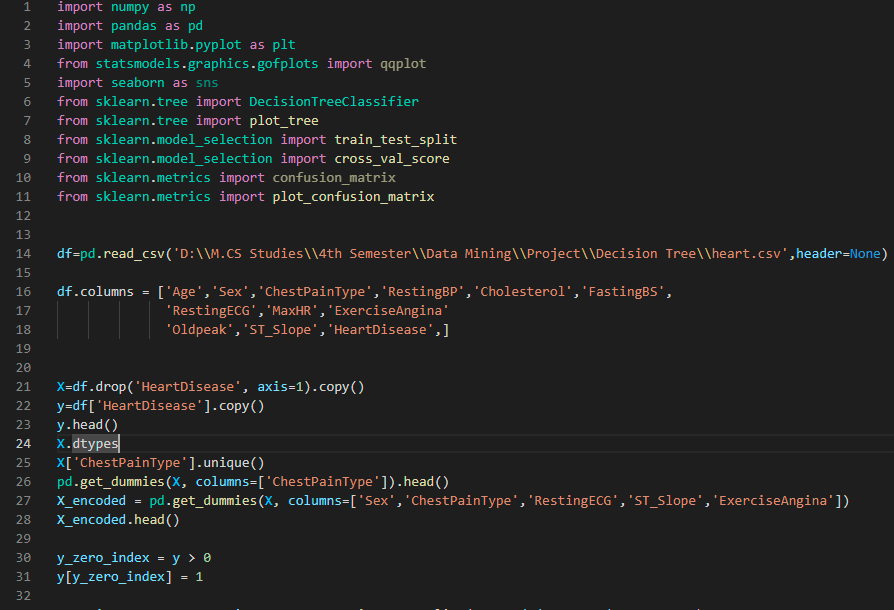 1 import numpy as np
2 import pandas as pd
3 import matplotlib.pyplot as plt
4 from statsmodels.graphics.gofplots import qqplot
5 import seaborn as sns
6 from sklearn.tree import DecisionTreeClassifier
7 from sklearn.tree import plot_tree
8 from sklearn.model_selection import train_test_split
9 from sklearn.model_selection import cross_val_score
10 from sklearn.metrics import confusion_matrix
11 from sklearn.metrics import plot_confusion_matrix
12
13
14 df=pd.read_csv('D:\\M.CS Studies\\4th Semester\\Data Mining\\Project\\Decision Tree\\heart.csv',header=None)
15
16 df.columns = ['Age','Sex','ChestPainType','RestingBP','Cholesterol','FastingBS',
17 'RestingECG','MaxHR','ExerciseAngina'
18 'Oldpeak','ST_Slope','HeartDisease',]
19
20
21 X=df.drop('HeartDisease', axis=1).copy()
22 y=df['HeartDisease'].copy()
23 y.head()
24 X.dtypes
25 X['ChestPainType'].unique()
26 pd.get_dummies(X, columns=['ChestPainType']).head()
27 X_encoded = pd.get_dummies(X, columns=['Sex','ChestPainType','RestingECG','ST_Slope','ExerciseAngina'])
28 X_encoded.head()
29
30 y_zero_index = y > 0
31 y[y_zero_index] = 1
32